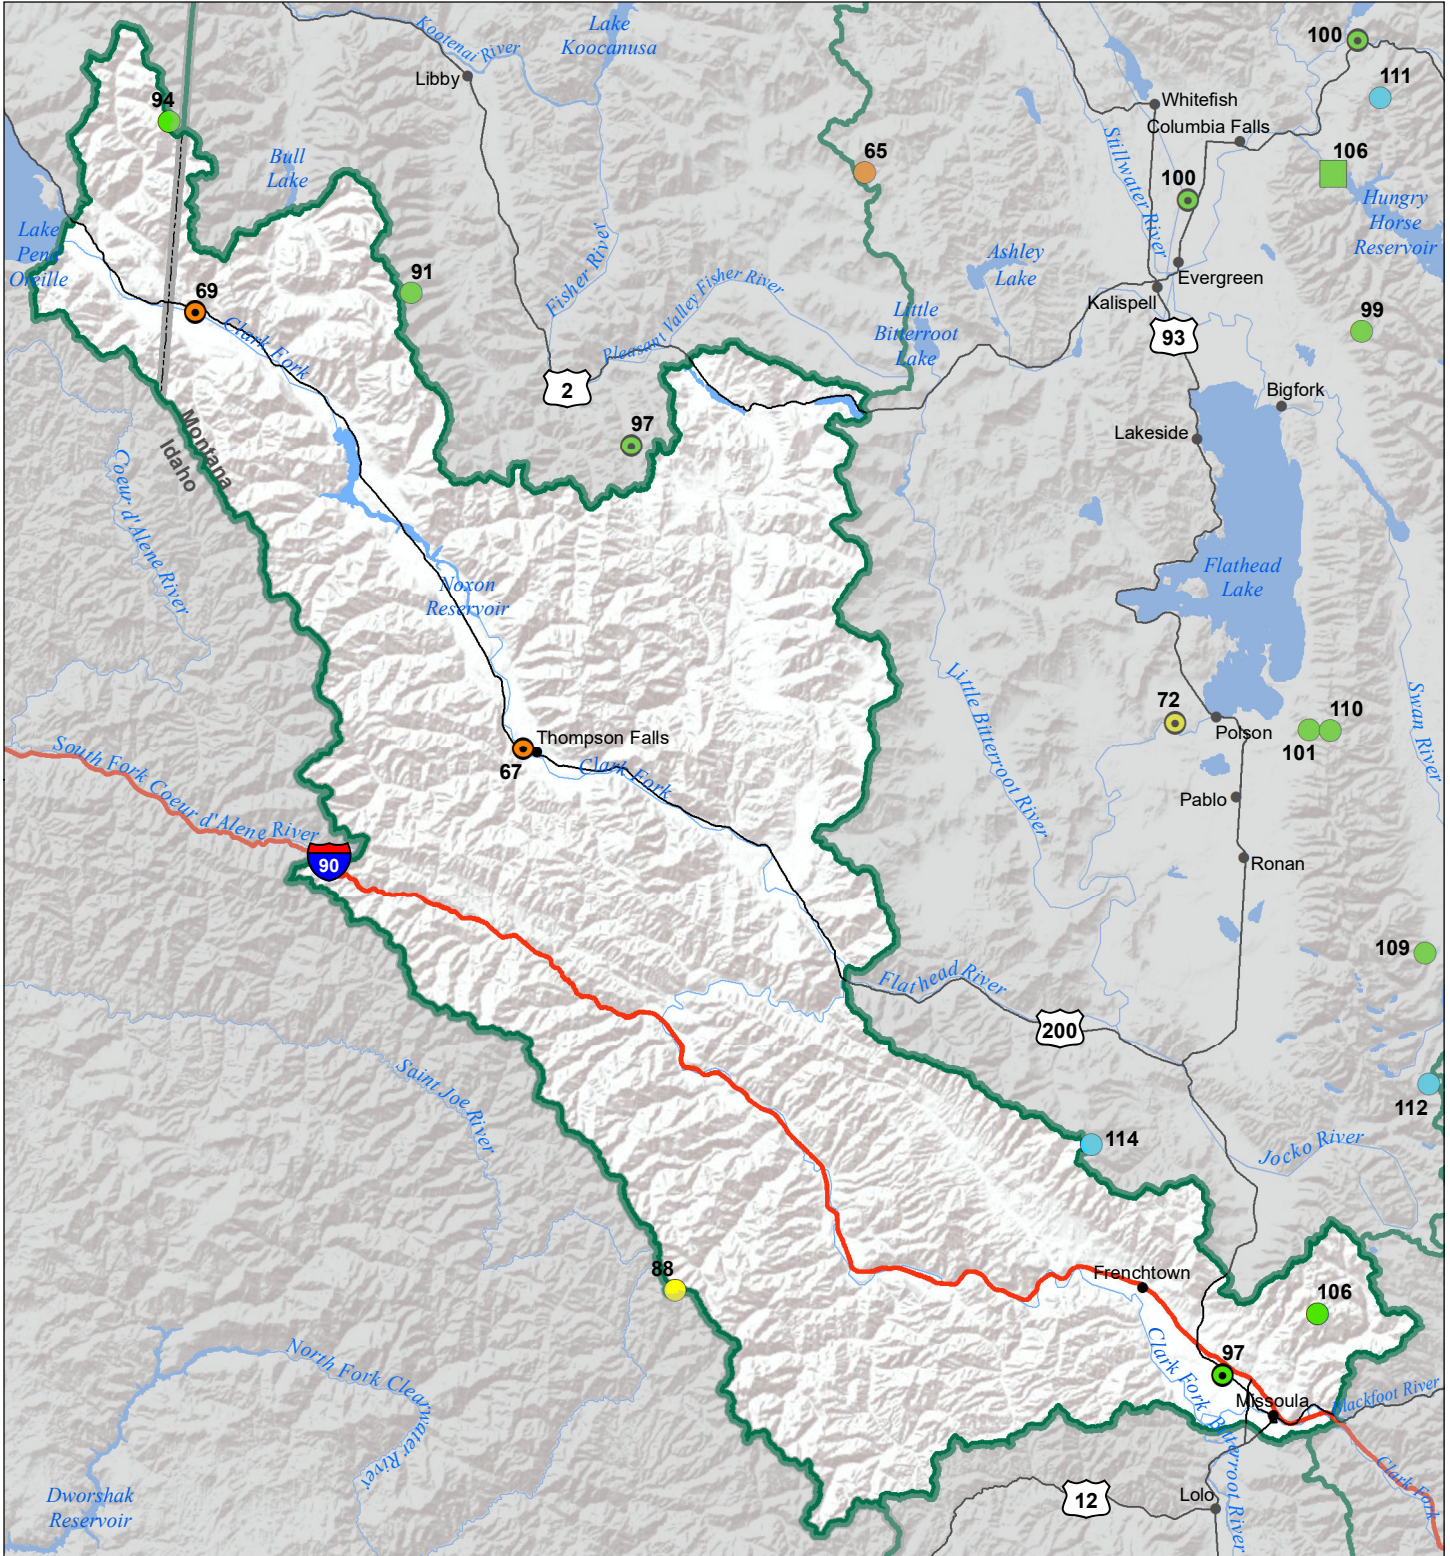 Kootenai River
Lake
Koocanusa
Libby
100
111
94
Whitefish
Columbia Falls
Stillwater River
65
106
Bull
Lake
100
Hungry
Horse
Reservoir
Lake
Pend
Oreille
Fisher River
Ashley
Lake
91
Evergreen
69
Pleasant Valley Fisher River
Kalispell
Little
Bitterroot
Lake
99
Clark Fork
93
2
Bigfork
Montana
Idaho
97
Lakeside
Coeur d'Alene River
Noxon
Reservoir
Flathead
Lake
Little Bitterroot River
Swan River
72
110
Polson
101
Thompson Falls
67
Clark Fork
South Fork Coeur d'Alene River
Pablo
90
Ronan
109
Flathead River
200
Saint Joe River
112
114
Jocko River
88
Frenchtown
106
North Fork Clearwater River
97
Clark Fork
Missoula
Blackfoot River
Bitterroot River
Clark Fork
Dworshak
Reservoir
12
Lolo